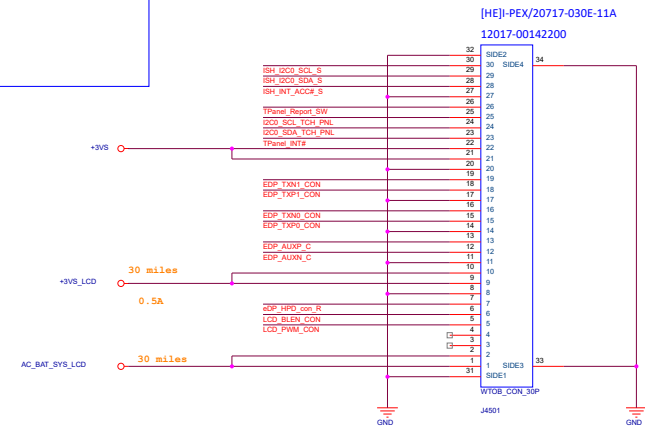 [HE]I-PEX/20717-030E-11A
12017-00142200
32 SIDE2
30 30 SIDE4 34
ISH_I2C0_SCL_S 29 29
ISH_I2C0_SDA_S 28 28
ISH_INT_ACC#_S 27 27
26 26
TPanel_Report_SW 25 25
I2C0_SCL_TCH_PNL 24 24
I2C0_SDA_TCH_PNL 23 23
TPanel_INT# 22 22
+3VS
21 21
20 20
19 19
EDP_TXN1_CON 18 18
EDP_TXP1_CON 17 17
16 16
EDP_TXN0_CON 15 15
EDP_TXP0_CON 14 14
13 13
EDP_AUXP_C 12 12
EDP_AUXN_C 11 11
30 miles 10 10
+3VS_LCD 9 9
8 8
0.5A 7 7
eDP_HPD_con_R 6 6
LCD_BLEN_CON 5 5
LCD_PWM_CON 4 4
3 3
2 2
30 miles
AC_BAT_SYS_LCD 1 1 SIDE3 33
31 SIDE1
WTOB_CON_30P
J4501
GND
GND